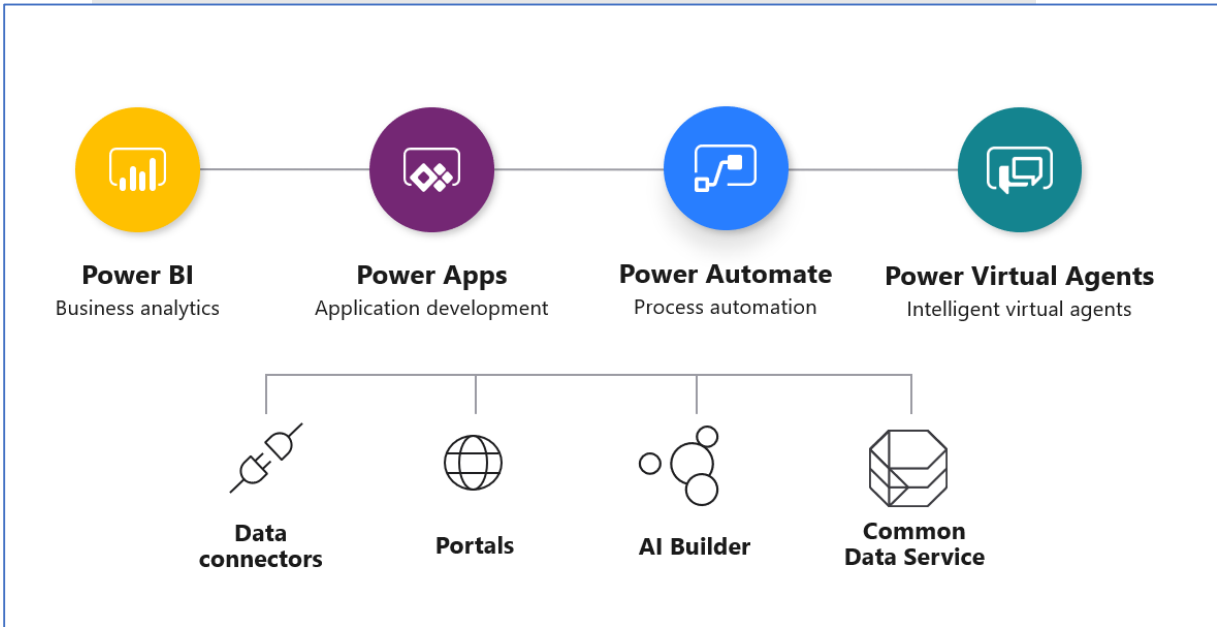 Power BI
Business analytics
Power Apps
Application development
Power Automate
Process automation
Power Virtual Agents
Intelligent virtual agents
Data
connectors
Portals
AI Builder
Common
Data Service